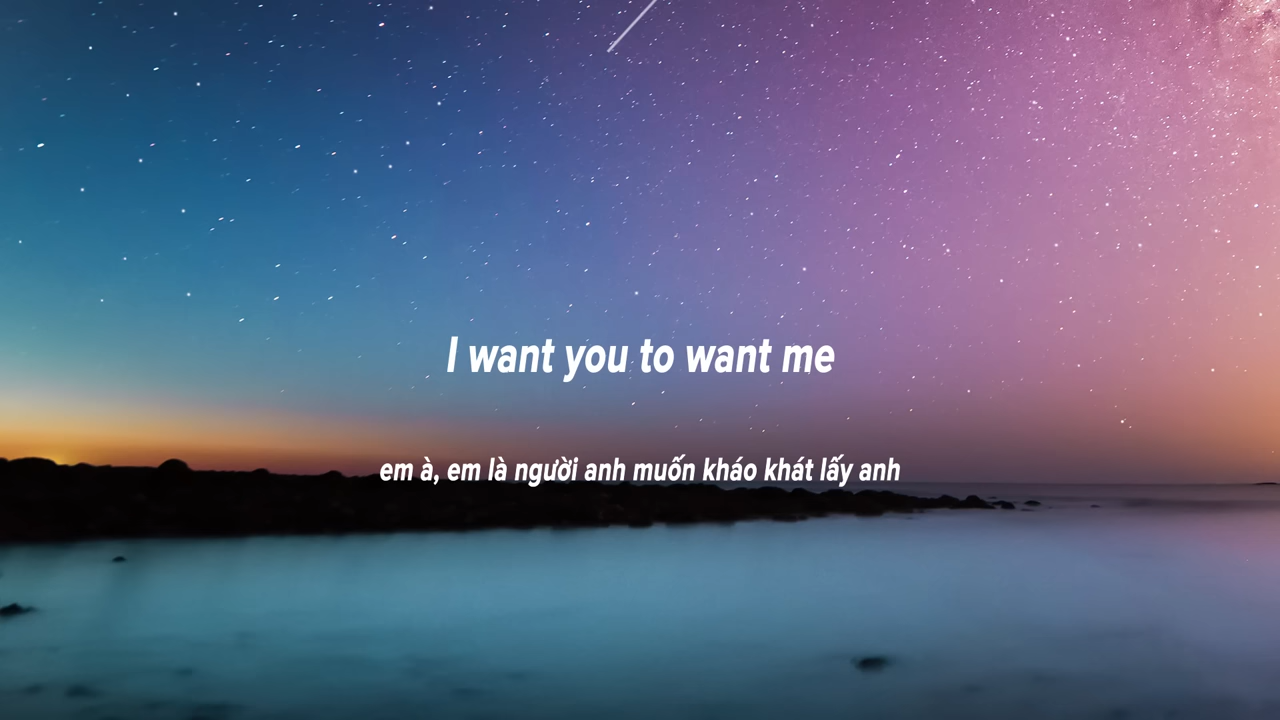 I want you to want me
em à, em là người anh muốn kháo khát lấy anh